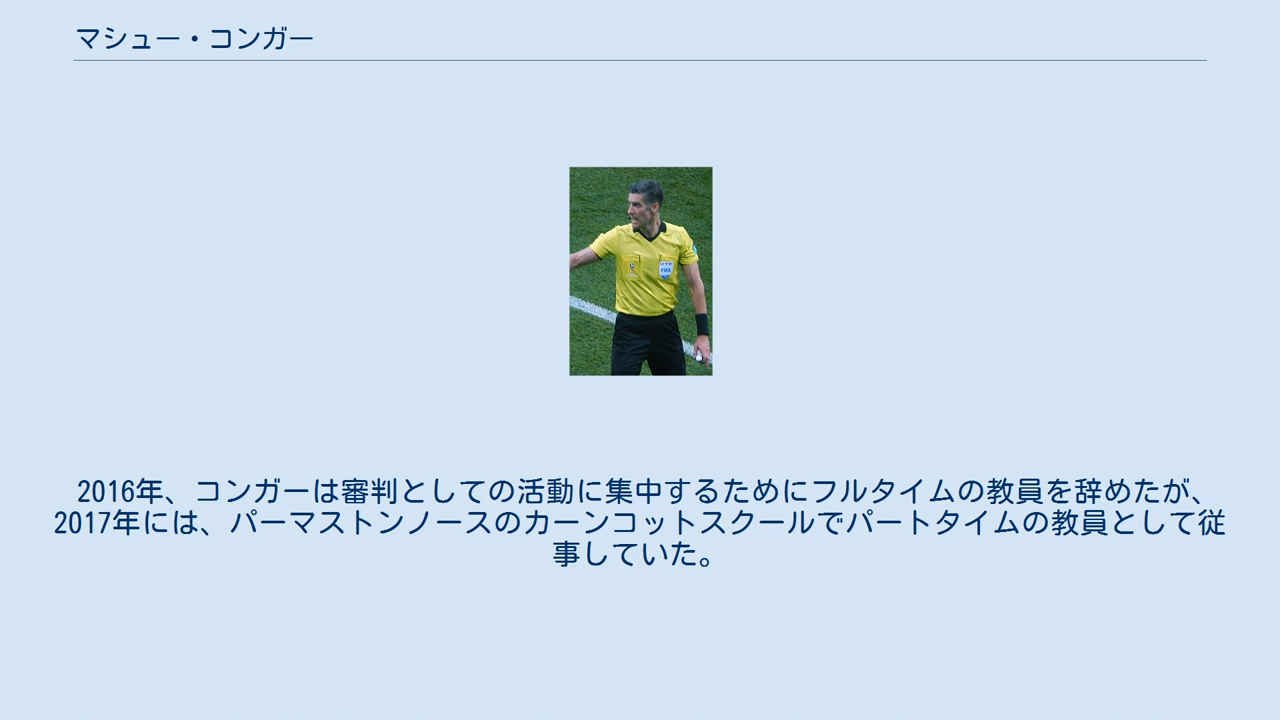 マシュー・コンガー
FIFA
2016年、コンガーは審判としての活動に集中するためにフルタイムの教員を辞めたが、
2017年には、パーマストンノースのカーンコットスクールでパートタイムの教員として従
事していた。